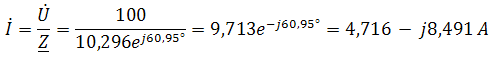 İ = U̇ / Z̲ = 100 / 10,296e^{j60,95°} = 9,713e^{−j60,95°} = 4,716 − j8,491 A